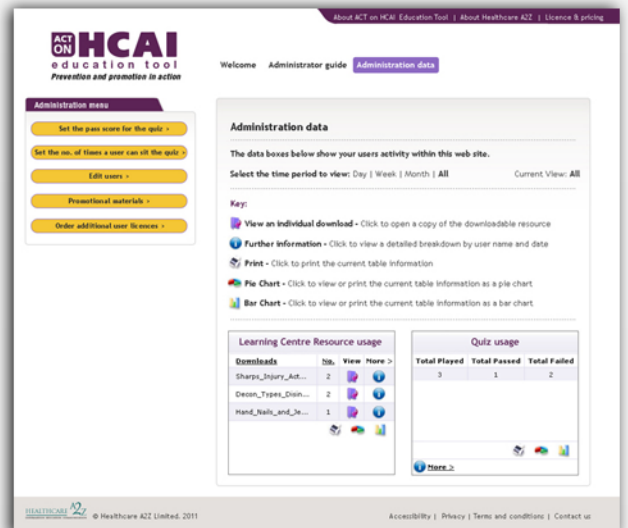 About ACT on HCAI Education Tool | About Healthcare A2Z | Licence & pricing
ACT ON HCAI
education tool
Prevention and promotion in action
Welcome Administrator guide Administration data
Administration menu
Set the pass score for the quiz >
Set the no. of times a user can sit the quiz >
Edit users >
Promotional materials >
Order additional user licences >
Administration data
The data boxes below show your users activity within this web site.
Select the time period to view: Day | Week | Month | All Current View: All
Key:
View an individual download - Click to open a copy of the downloadable resource
Further information - Click to view a detailed breakdown by user name and date
Print - Click to print the current table information
Pie Chart - Click to view or print the current table information as a pie chart
Bar Chart - Click to view or print the current table information as a bar chart
Learning Centre Resource usage
Downloads No. View More >
Sharps_Injury_Act... 2
Decon_Types_Disin... 2
Hand_Nails_and_Je... 1
Quiz usage
Total Played Total Passed Total Failed
3 1 2
More >
HEALTHCARE A2Z © Healthcare A2Z Limited. 2011
Accessibility | Privacy | Terms and conditions | Contact us